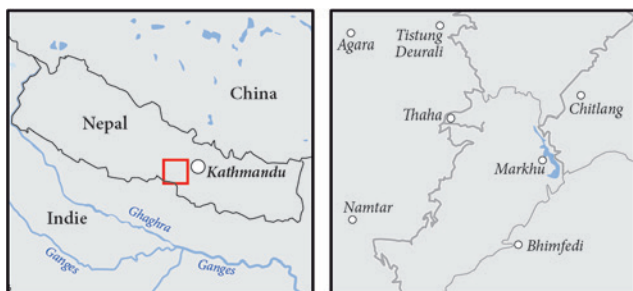 China
Nepal
Kathmandu
Indie
Ghaghra
Ganges
Ganges
Agara
Tistung
Deurali
Thaha
Chitlang
Markhu
Namtar
Bhimfedi